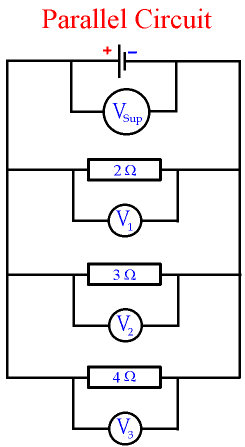 Parallel Circuit
+ −
VSup
2 Ω
V1
3 Ω
V2
4 Ω
V3